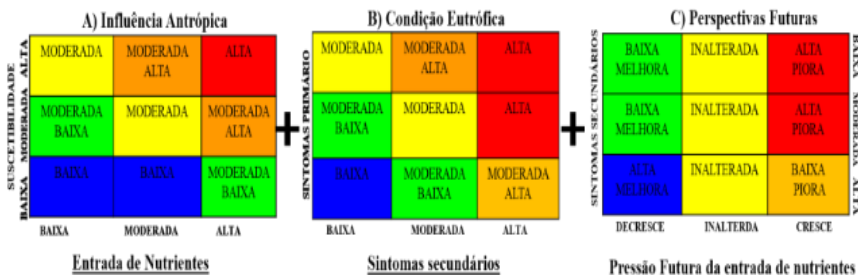 A) Influência Antrópica
SUSCETIBILIDADE
ALTA
MODERADA
BAIXA
MODERADA
MODERADA
ALTA
ALTA
MODERADA
BAIXA
MODERADA
MODERADA
ALTA
BAIXA
BAIXA
MODERADA
BAIXA
BAIXA
MODERADA
ALTA
Entrada de Nutrientes
+
B) Condição Eutrófica
SINTOMAS PRIMÁRIO
MODERADA
MODERADA
ALTA
ALTA
MODERADA
BAIXA
MODERADA
ALTA
BAIXA
MODERADA
BAIXA
MODERADA
ALTA
BAIXA
MODERADA
ALTA
Sintomas secundários
+
C) Perspectivas Futuras
SINTOMAS SECUNDÁRIOS
BAIXA
MELHORA
INALTERADA
ALTA
PIORA
BAIXA
MELHORA
INALTERADA
ALTA
PIORA
ALTA
MELHORA
INALTERADA
BAIXA
PIORA
BAIXA
MODERADA
ALTA
DECRESCE
INALTERDA
CRESCE
Pressão Futura da entrada de nutrientes